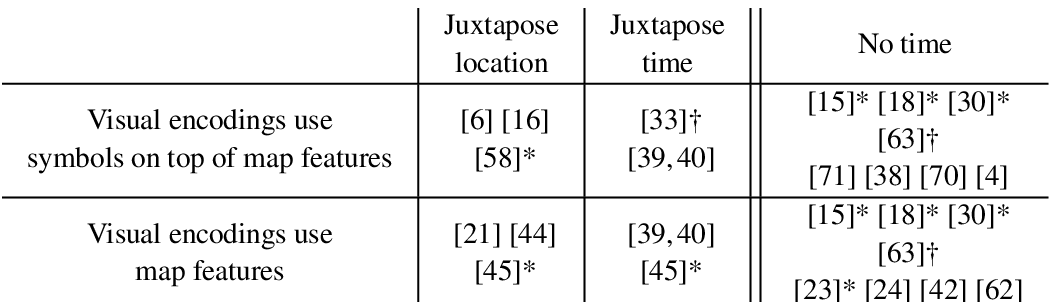 Juxtapose location Juxtapose time No time
Visual encodings use symbols on top of map features
[6] [16]
[58]*
[33]†
[39,40]
[15]* [18]* [30]*
[63]†
[71] [38] [70] [4]
Visual encodings use map features
[21] [44]
[45]*
[39,40]
[45]*
[15]* [18]* [30]*
[63]†
[23]* [24] [42] [62]